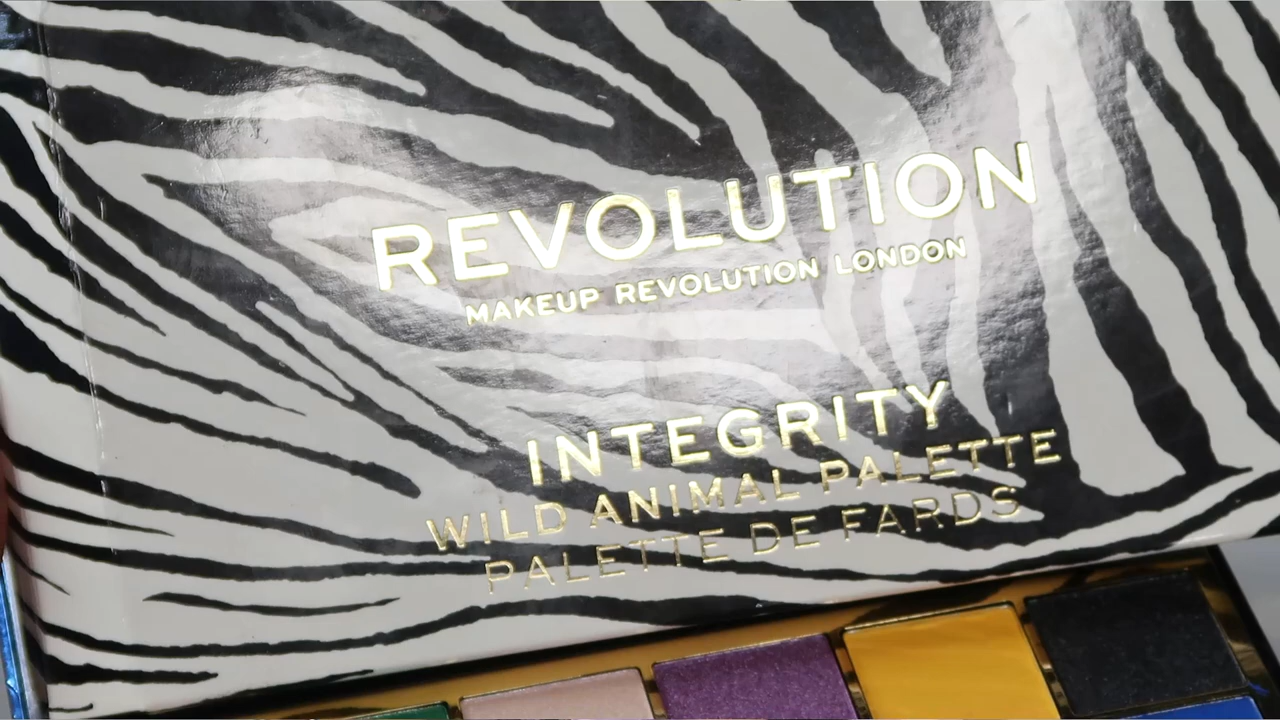 REVOLUTION
MAKEUP REVOLUTION LONDON
INTEGRITY
WILD ANIMAL PALETTE
PALETTE DE FARDS